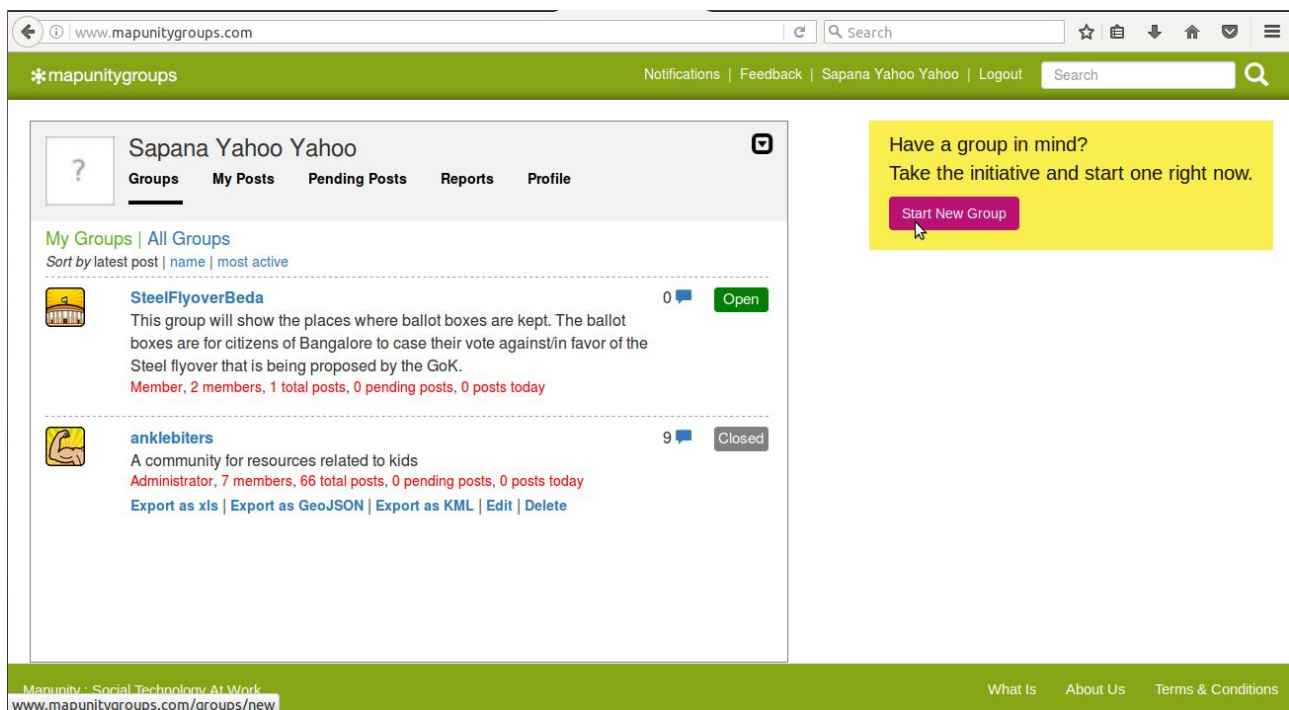 www.mapunitygroups.com
Search
mapunitygroups
Notifications | Feedback | Sapana Yahoo Yahoo | Logout
Search
?
Sapana Yahoo Yahoo
Groups My Posts Pending Posts Reports Profile
Have a group in mind?
Take the initiative and start one right now.
Start New Group
My Groups | All Groups
Sort by latest post | name | most active
SteelFlyoverBeda
0
Open
This group will show the places where ballot boxes are kept. The ballot
boxes are for citizens of Bangalore to case their vote against/in favor of the
Steel flyover that is being proposed by the GoK.
Member, 2 members, 1 total posts, 0 pending posts, 0 posts today
anklebiters
9
Closed
A community for resources related to kids
Administrator, 7 members, 66 total posts, 0 pending posts, 0 posts today
Export as xls | Export as GeoJSON | Export as KML | Edit | Delete
Mapunity : Social Technology At Work
What Is About Us Terms & Conditions
www.mapunitygroups.com/groups/new